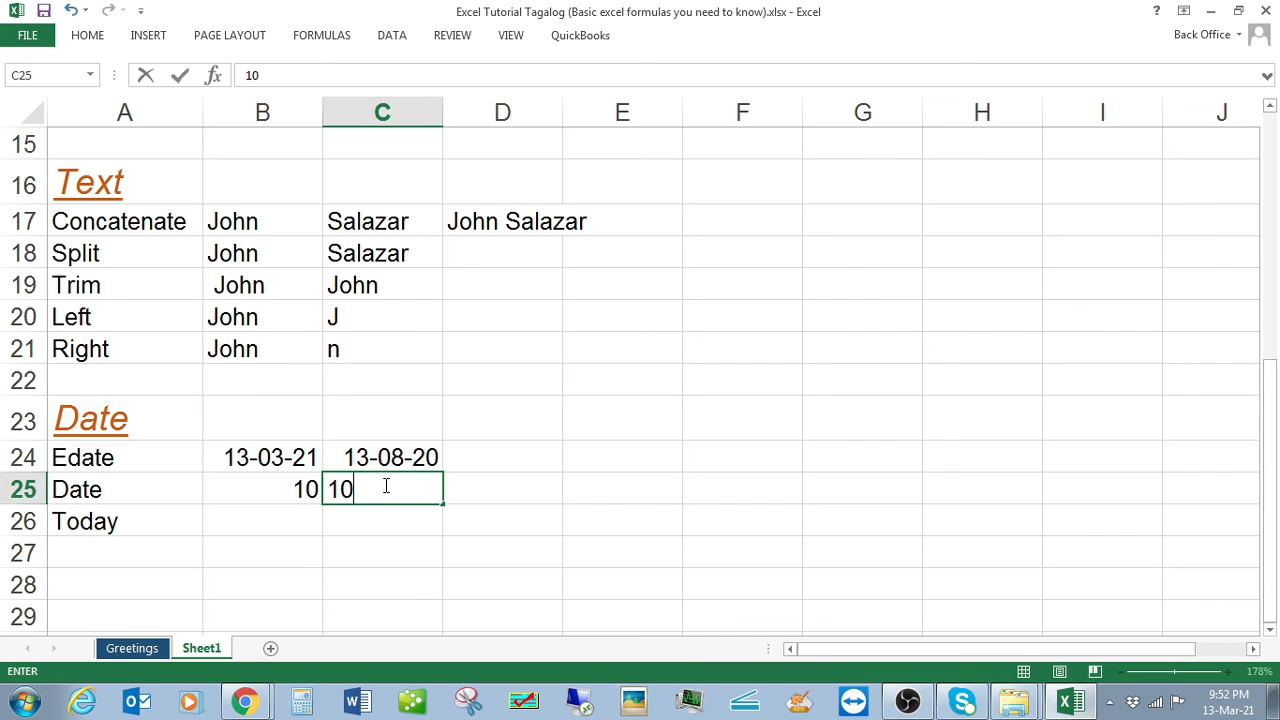 Excel Tutorial Tagalog (Basic excel formulas you need to know).xlsx - Excel
FILE HOME INSERT PAGE LAYOUT FORMULAS DATA REVIEW VIEW QuickBooks Back Office
C25 fx 10
A B C D E F G H I J
15
16 Text
17 Concatenate John Salazar John Salazar
18 Split John Salazar
19 Trim John John
20 Left John J
21 Right John n
22
23 Date
24 Edate 13-03-21 13-08-20
25 Date 10 10
26 Today
27
28
29
Greetings Sheet1
ENTER 178%
9:52 PM
13-Mar-21